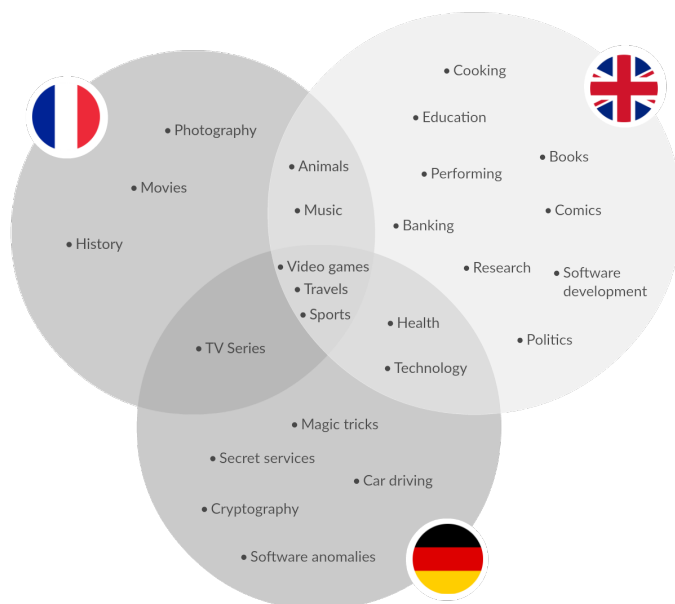 • Cooking
• Education
• Photography
• Books
• Animals
• Performing
• Movies
• Music
• Comics
• Banking
• History
• Video games
• Research
• Software
development
• Travels
• Sports
• Health
• Politics
• TV Series
• Technology
• Magic tricks
• Secret services
• Car driving
• Cryptography
• Software anomalies